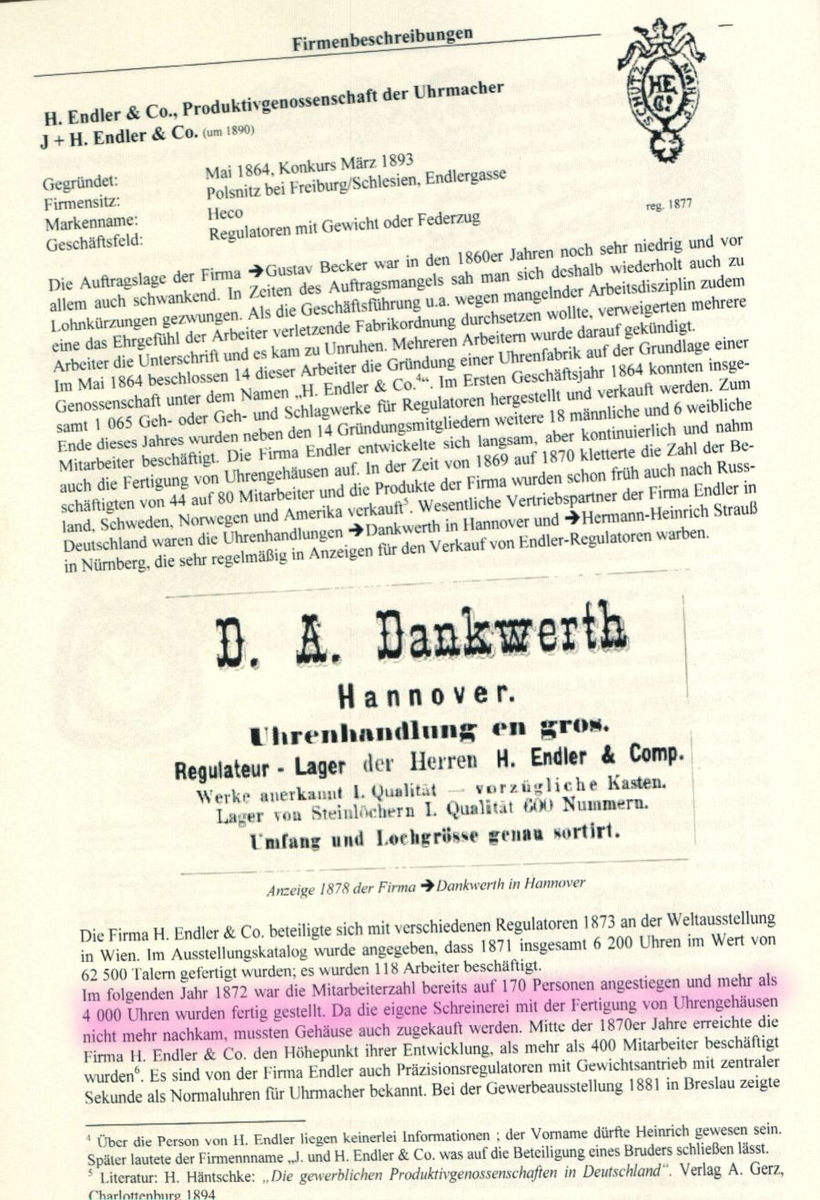 Firmenbeschreibungen
SCHUTZ MARKE
HE
C⁰
H. Endler & Co., Produktivgenossenschaft der Uhrmacher
J + H. Endler & Co. (um 1890)
Gegründet: Mai 1864, Konkurs März 1893
Firmensitz: Polsnitz bei Freiburg/Schlesien, Endlergasse
Markenname: Heco
Geschäftsfeld: Regulatoren mit Gewicht oder Federzug
reg. 1877
Die Auftragslage der Firma ➔Gustav Becker war in den 1860er Jahren noch sehr niedrig und vor
allem auch schwankend. In Zeiten des Auftragsmangels sah man sich deshalb wiederholt auch zu
Lohnkürzungen gezwungen. Als die Geschäftsführung u.a. wegen mangelnder Arbeitsdisziplin zudem
eine das Ehrgefühl der Arbeiter verletzende Fabrikordnung durchsetzen wollte, verweigerten mehrere
Arbeiter die Unterschrift und es kam zu Unruhen. Mehreren Arbeitern wurde darauf gekündigt.
Im Mai 1864 beschlossen 14 dieser Arbeiter die Gründung einer Uhrenfabrik auf der Grundlage einer
Genossenschaft unter dem Namen „H. Endler & Co.⁴“. Im Ersten Geschäftsjahr 1864 konnten insge-
samt 1 065 Geh- oder Geh- und Schlagwerke für Regulatoren hergestellt und verkauft werden. Zum
Ende dieses Jahres wurden neben den 14 Gründungsmitgliedern weitere 18 männliche und 6 weibliche
Mitarbeiter beschäftigt. Die Firma Endler entwickelte sich langsam, aber kontinuierlich und nahm
auch die Fertigung von Uhrengehäusen auf. In der Zeit von 1869 auf 1870 kletterte die Zahl der Be-
schäftigten von 44 auf 80 Mitarbeiter und die Produkte der Firma wurden schon früh auch nach Russ-
land, Schweden, Norwegen und Amerika verkauft⁵. Wesentliche Vertriebspartner der Firma Endler in
Deutschland waren die Uhrenhandlungen ➔Dankwerth in Hannover und ➔Hermann-Heinrich Strauß
in Nürnberg, die sehr regelmäßig in Anzeigen für den Verkauf von Endler-Regulatoren warben.
D. A. Dankwerth
Hannover.
Uhrenhandlung en gros.
Regulateur - Lager der Herren H. Endler & Comp.
Werke anerkannt I. Qualität — vorzügliche Kasten.
Lager von Steinlöchern I. Qualität 600 Nummern.
Umfang und Lochgrösse genau sortirt.
Anzeige 1878 der Firma ➔Dankwerth in Hannover
Die Firma H. Endler & Co. beteiligte sich mit verschiedenen Regulatoren 1873 an der Weltausstellung
in Wien. Im Ausstellungskatalog wurde angegeben, dass 1871 insgesamt 6 200 Uhren im Wert von
62 500 Talern gefertigt wurden; es wurden 118 Arbeiter beschäftigt.
Im folgenden Jahr 1872 war die Mitarbeiterzahl bereits auf 170 Personen angestiegen und mehr als
4 000 Uhren wurden fertig gestellt. Da die eigene Schreinerei mit der Fertigung von Uhrengehäusen
nicht mehr nachkam, mussten Gehäuse auch zugekauft werden. Mitte der 1870er Jahre erreichte die
Firma H. Endler & Co. den Höhepunkt ihrer Entwicklung, als mehr als 400 Mitarbeiter beschäftigt
wurden⁶. Es sind von der Firma Endler auch Präzisionsregulatoren mit Gewichtsantrieb mit zentraler
Sekunde als Normaluhren für Uhrmacher bekannt. Bei der Gewerbeausstellung 1881 in Breslau zeigte
⁴ Über die Person von H. Endler liegen keinerlei Informationen ; der Vorname dürfte Heinrich gewesen sein.
Später lautete der Firmennname „J. und H. Endler & Co. was auf die Beteiligung eines Bruders schließen lässt.
⁵ Literatur: H. Häntschke: „Die gewerblichen Produktivgenossenschaften in Deutschland“. Verlag A. Gerz,
Charlottenburg 1894